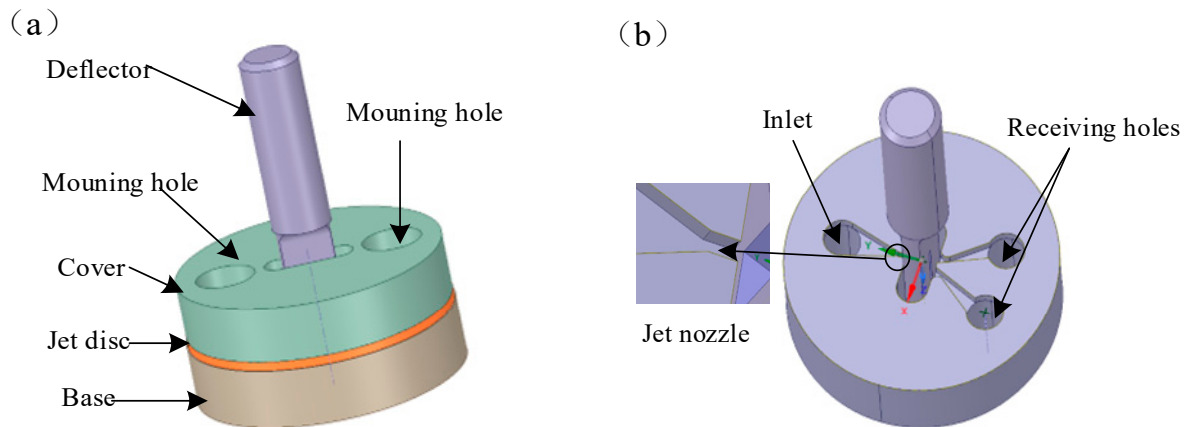 （a）
Deflector
Mouning hole
Mouning hole
Cover
Jet disc
Base
（b）
Inlet
Receiving holes
Jet nozzle
Y
X